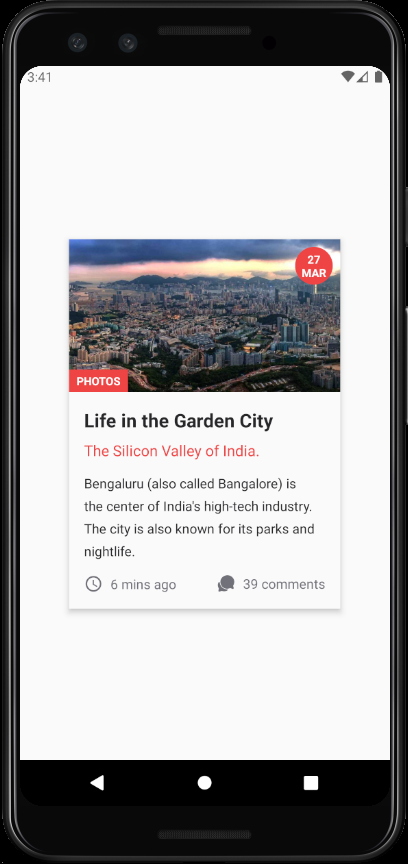 3:41
27
MAR
PHOTOS
Life in the Garden City
The Silicon Valley of India.
Bengaluru (also called Bangalore) is
the center of India's high-tech industry.
The city is also known for its parks and
nightlife.
6 mins ago
39 comments